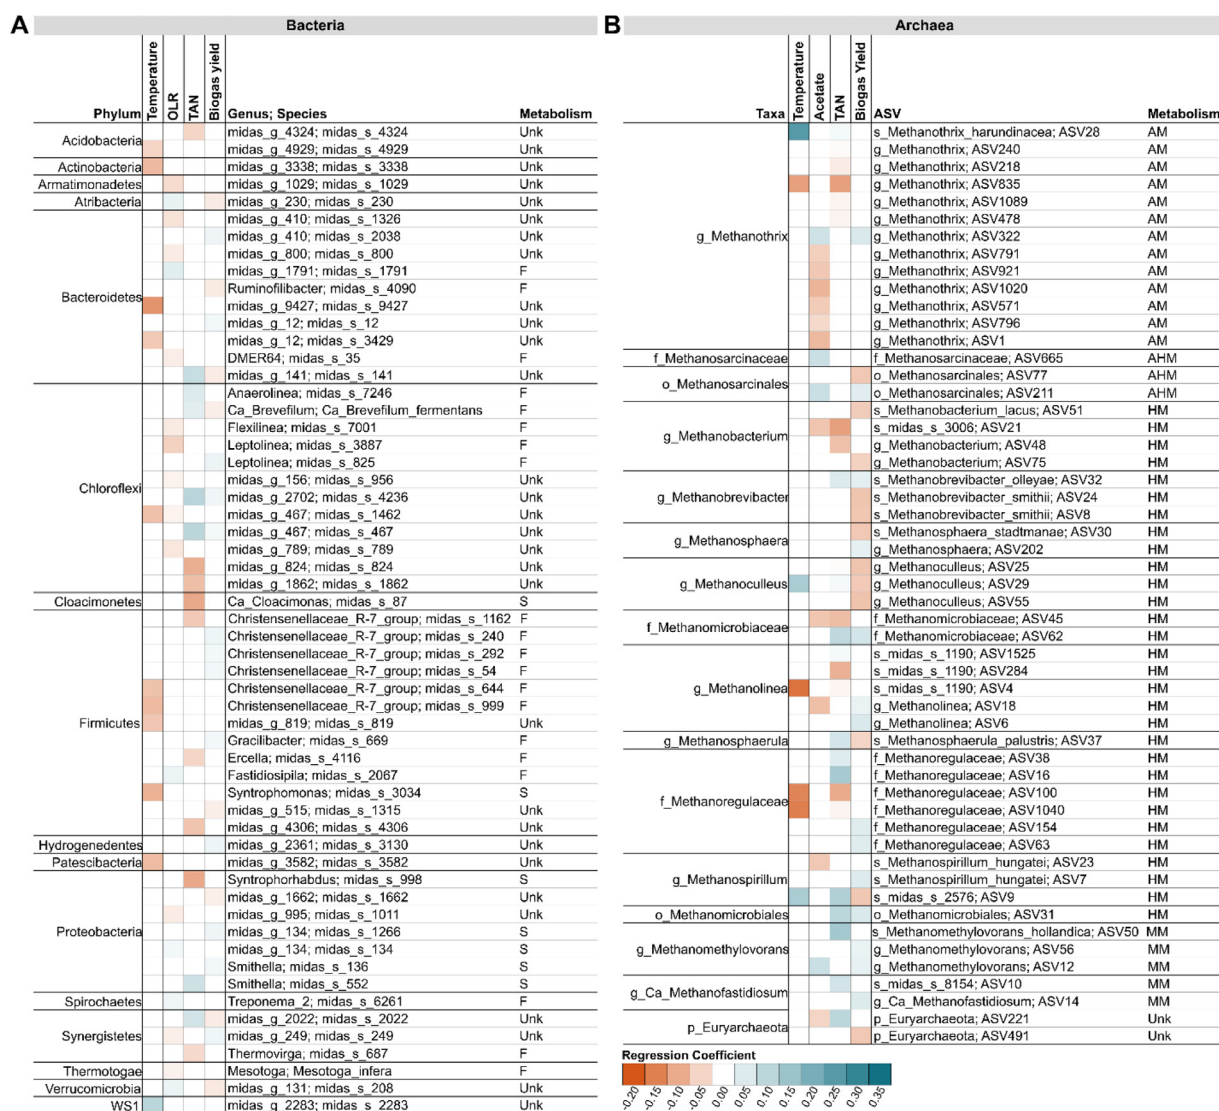 A Bacteria
Phylum Temperature OLR TAN Biogas yield Genus; Species Metabolism
Acidobacteria
midas_g_4324; midas_s_4324 Unk
midas_g_4929; midas_s_4929 Unk
Actinobacteria midas_g_3338; midas_s_3338 Unk
Armatimonadetes midas_g_1029; midas_s_1029 Unk
Atribacteria midas_g_230; midas_s_230 Unk
Bacteroidetes
midas_g_410; midas_s_1326 Unk
midas_g_410; midas_s_2038 Unk
midas_g_800; midas_s_800 Unk
midas_g_1791; midas_s_1791 F
Ruminofilibacter; midas_s_4090 F
midas_g_9427; midas_s_9427 Unk
midas_g_12; midas_s_12 Unk
midas_g_12; midas_s_3429 Unk
DMER64; midas_s_35 F
midas_g_141; midas_s_141 Unk
Chloroflexi
Anaerolinea; midas_s_7246 F
Ca_Brevefilum; Ca_Brevefilum_fermentans F
Flexilinea; midas_s_7001 F
Leptolinea; midas_s_3887 F
Leptolinea; midas_s_825 F
midas_g_156; midas_s_956 Unk
midas_g_2702; midas_s_4236 Unk
midas_g_467; midas_s_1462 Unk
midas_g_467; midas_s_467 Unk
midas_g_789; midas_s_789 Unk
midas_g_824; midas_s_824 Unk
midas_g_1862; midas_s_1862 Unk
Cloacimonetes Ca_Cloacimonas; midas_s_87 S
Firmicutes
Christensenellaceae_R-7_group; midas_s_1162 F
Christensenellaceae_R-7_group; midas_s_240 F
Christensenellaceae_R-7_group; midas_s_292 F
Christensenellaceae_R-7_group; midas_s_54 F
Christensenellaceae_R-7_group; midas_s_644 F
Christensenellaceae_R-7_group; midas_s_999 F
midas_g_819; midas_s_819 Unk
Gracilibacter; midas_s_669 F
Ercella; midas_s_4116 F
Fastidiosipila; midas_s_2067 F
Syntrophomonas; midas_s_3034 S
midas_g_515; midas_s_1315 Unk
midas_g_4306; midas_s_4306 Unk
Hydrogenedentes midas_g_2361; midas_s_3130 Unk
Patescibacteria midas_g_3582; midas_s_3582 Unk
Proteobacteria
Syntrophorhabdus; midas_s_998 S
midas_g_1662; midas_s_1662 Unk
midas_g_995; midas_s_1011 Unk
midas_g_134; midas_s_1266 S
midas_g_134; midas_s_134 S
Smithella; midas_s_136 S
Smithella; midas_s_552 S
Spirochaetes Treponema_2; midas_s_6261 F
Synergistetes
midas_g_2022; midas_s_2022 Unk
midas_g_249; midas_s_249 Unk
Thermovirga; midas_s_687 F
Thermotogae Mesotoga; Mesotoga_infera F
Verrucomicrobia midas_g_131; midas_s_208 Unk
WS1 midas_g_2283; midas_s_2283 Unk
B Archaea
Taxa Temperature Acetate TAN Biogas Yield ASV Metabolism
g_Methanothrix
s_Methanothrix_harundinacea; ASV28 AM
g_Methanothrix; ASV240 AM
g_Methanothrix; ASV218 AM
g_Methanothrix; ASV835 AM
g_Methanothrix; ASV1089 AM
g_Methanothrix; ASV478 AM
g_Methanothrix; ASV322 AM
g_Methanothrix; ASV791 AM
g_Methanothrix; ASV921 AM
g_Methanothrix; ASV1020 AM
g_Methanothrix; ASV571 AM
g_Methanothrix; ASV796 AM
g_Methanothrix; ASV1 AM
f_Methanosarcinaceae f_Methanosarcinaceae; ASV665 AHM
o_Methanosarcinales
o_Methanosarcinales; ASV77 AHM
o_Methanosarcinales; ASV211 AHM
g_Methanobacterium
s_Methanobacterium_lacus; ASV51 HM
s_midas_s_3006; ASV21 HM
g_Methanobacterium; ASV48 HM
g_Methanobacterium; ASV75 HM
g_Methanobrevibacter
s_Methanobrevibacter_olleyae; ASV32 HM
s_Methanobrevibacter_smithii; ASV24 HM
s_Methanobrevibacter_smithii; ASV8 HM
g_Methanosphaera
s_Methanosphaera_stadtmanae; ASV30 HM
g_Methanosphaera; ASV202 HM
g_Methanoculleus
g_Methanoculleus; ASV25 HM
g_Methanoculleus; ASV29 HM
g_Methanoculleus; ASV55 HM
f_Methanomicrobiaceae
f_Methanomicrobiaceae; ASV45 HM
f_Methanomicrobiaceae; ASV62 HM
g_Methanolinea
s_midas_s_1190; ASV1525 HM
s_midas_s_1190; ASV284 HM
s_midas_s_1190; ASV4 HM
g_Methanolinea; ASV18 HM
g_Methanolinea; ASV6 HM
g_Methanosphaerula s_Methanosphaerula_palustris; ASV37 HM
f_Methanoregulaceae
f_Methanoregulaceae; ASV38 HM
f_Methanoregulaceae; ASV16 HM
f_Methanoregulaceae; ASV100 HM
f_Methanoregulaceae; ASV1040 HM
f_Methanoregulaceae; ASV154 HM
f_Methanoregulaceae; ASV63 HM
g_Methanospirillum
s_Methanospirillum_hungatei; ASV23 HM
s_Methanospirillum_hungatei; ASV7 HM
s_midas_s_2576; ASV9 HM
o_Methanomicrobiales o_Methanomicrobiales; ASV31 HM
g_Methanomethylovorans
s_Methanomethylovorans_hollandica; ASV50 MM
g_Methanomethylovorans; ASV56 MM
g_Methanomethylovorans; ASV12 MM
g_Ca_Methanofastidiosum
s_midas_s_8154; ASV10 MM
g_Ca_Methanofastidiosum; ASV14 MM
p_Euryarchaeota
p_Euryarchaeota; ASV221 Unk
p_Euryarchaeota; ASV491 Unk
Regression Coefficient
-0.20 -0.15 -0.10 -0.05 0.00 0.05 0.10 0.15 0.20 0.25 0.30 0.35